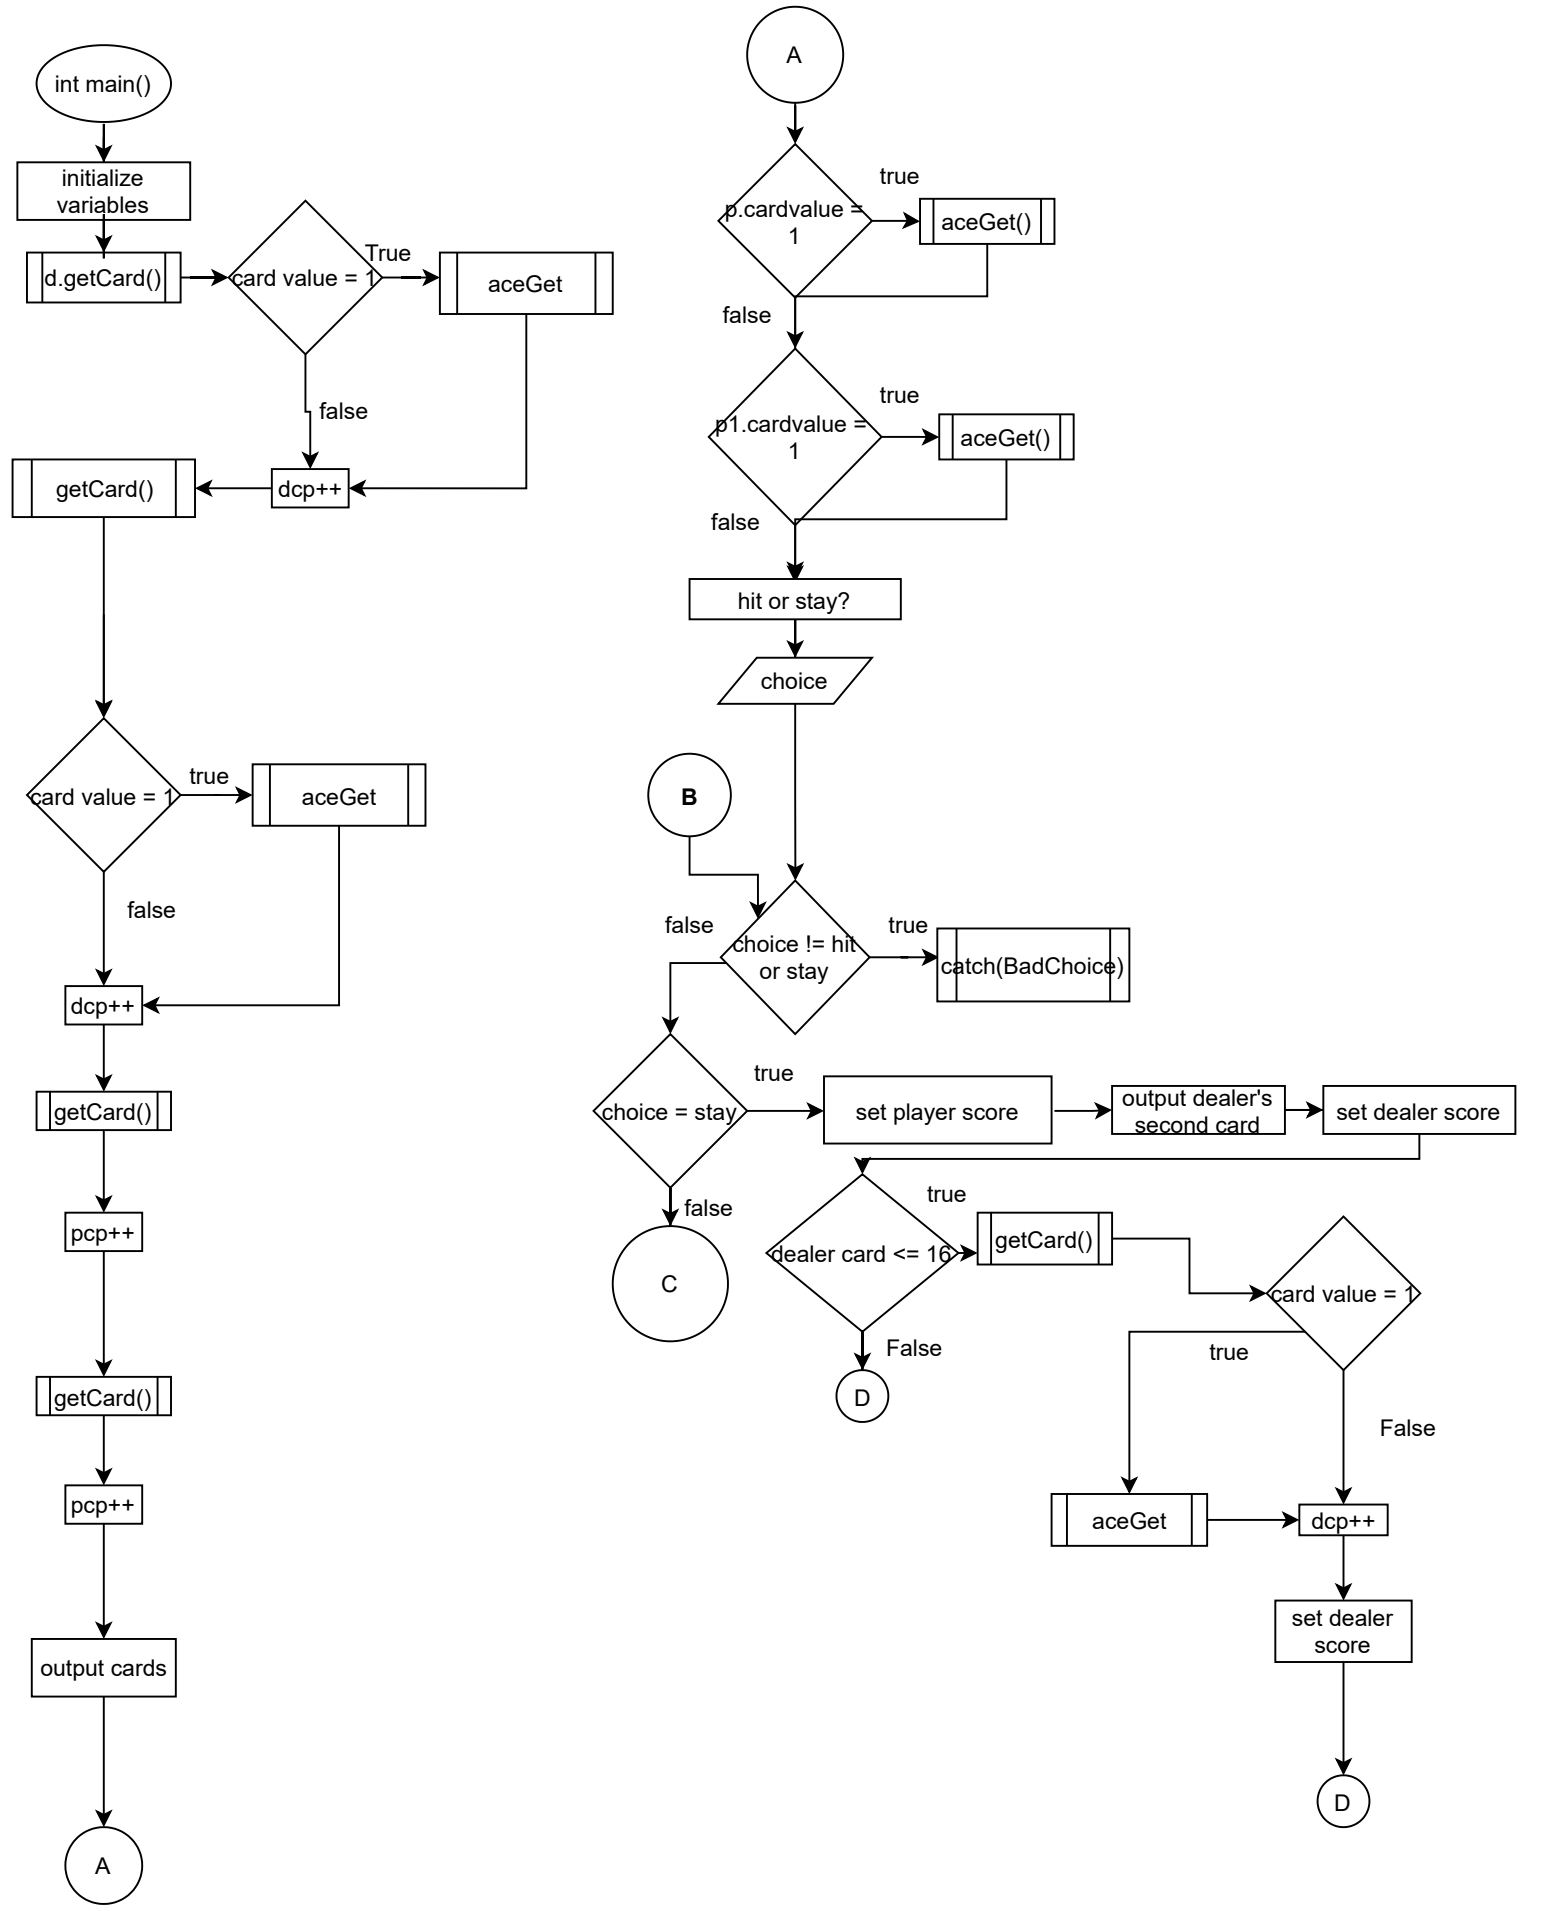 int main()
initialize
variables
d.getCard()
card value = 1
True
aceGet
false
dcp++
getCard()
card value = 1
true
aceGet
false
dcp++
getCard()
pcp++
getCard()
pcp++
output cards
A
A
p.cardvalue =
1
true
aceGet()
false
p1.cardvalue =
1
true
aceGet()
false
hit or stay?
choice
B
choice != hit
or stay
true
catch(BadChoice)
false
choice = stay
true
set player score
output dealer's
second card
set dealer score
false
C
dealer card <= 16
true
getCard()
card value = 1
False
D
true
False
aceGet
dcp++
set dealer
score
D